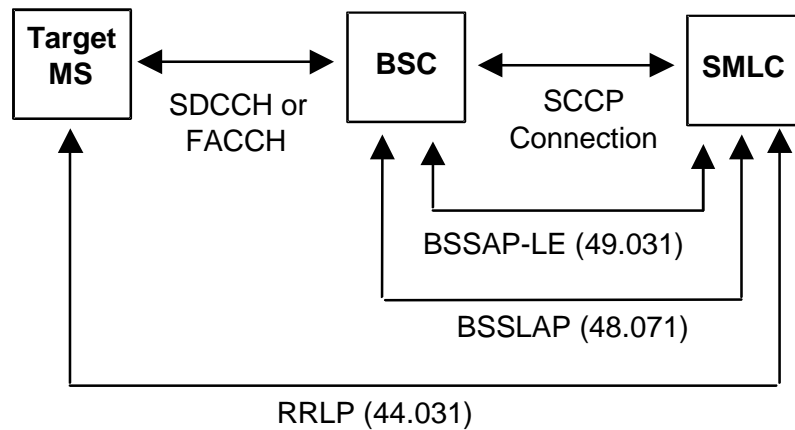 Target
MS
BSC
SMLC
SDCCH or
FACCH
SCCP
Connection
BSSAP-LE (49.031)
BSSLAP (48.071)
RRLP (44.031)